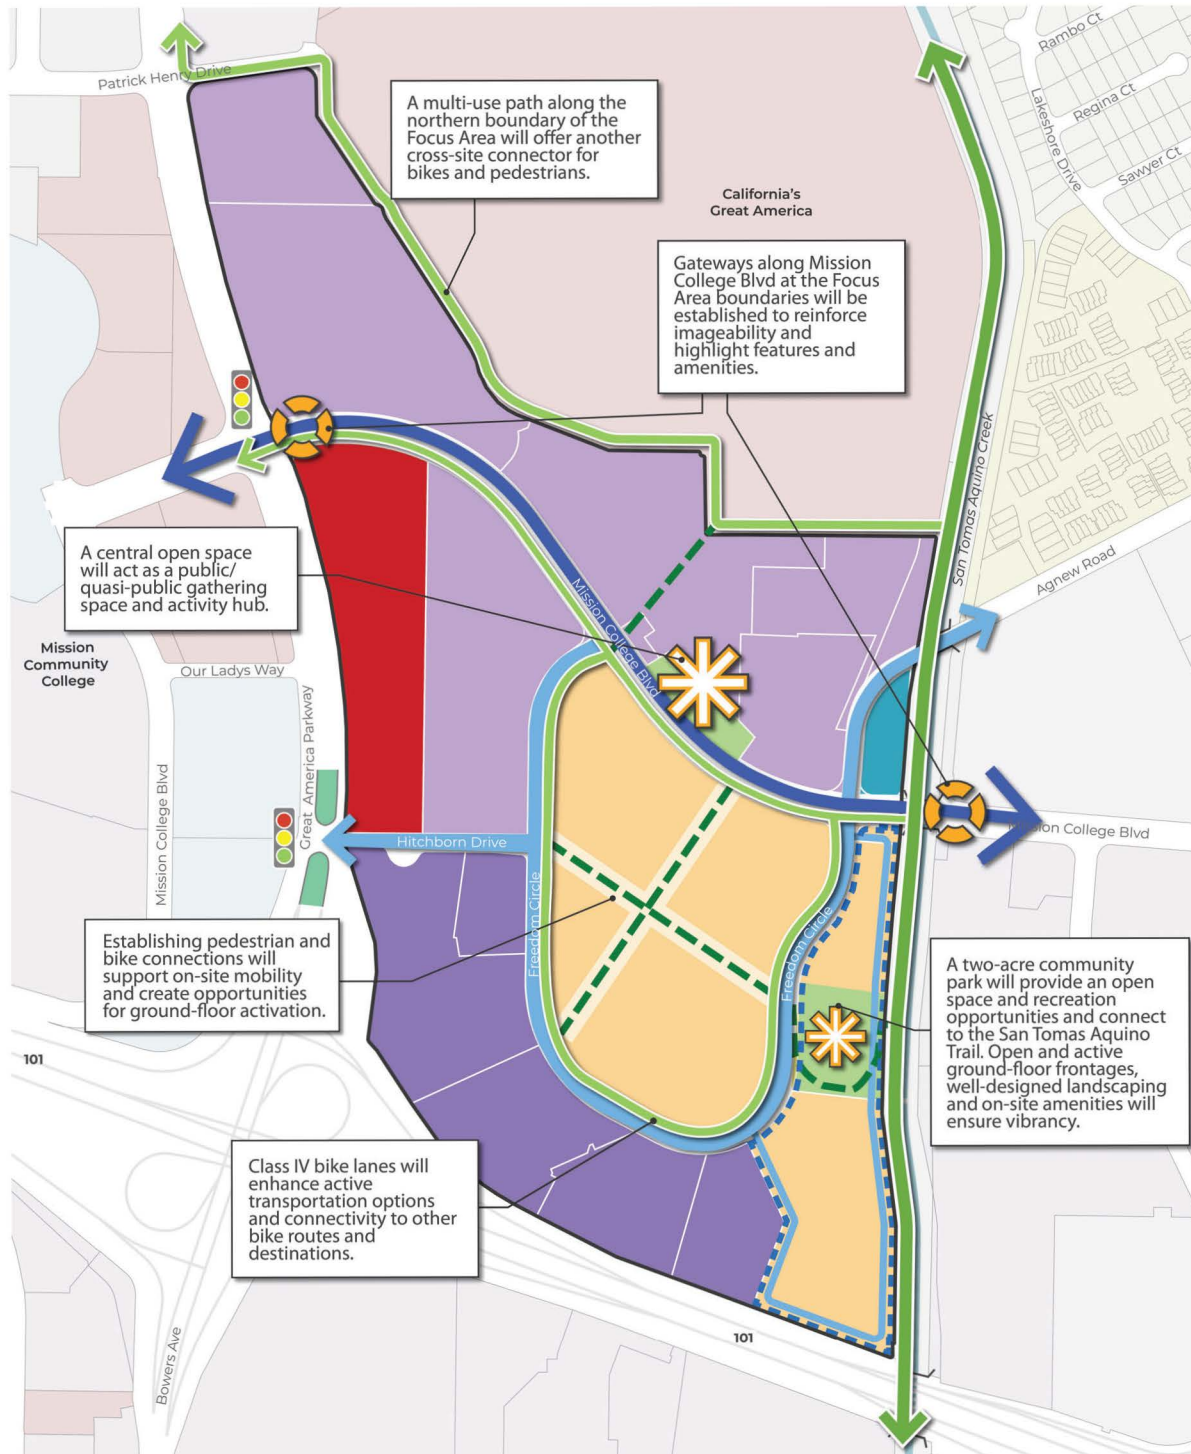 Rambo Ct
Patrick Henry Drive
Lakeshore Drive
Regina Ct
Sawyer Ct
A multi-use path along the
northern boundary of the
Focus Area will offer another
cross-site connector for
bikes and pedestrians.
California's
Great America
Gateways along Mission
College Blvd at the Focus
Area boundaries will be
established to reinforce
imageability and
highlight features and
amenities.
San Tomas Aquino Creek
Agnew Road
A central open space
will act as a public/
quasi-public gathering
space and activity hub.
Mission College Blvd
Mission
Community
College
Our Ladys Way
Great America Parkway
Mission College Blvd
Hitchborn Drive
Mission College Blvd
Freedom Circle
Freedom Circle
Establishing pedestrian and
bike connections will
support on-site mobility
and create opportunities
for ground-floor activation.
A two-acre community
park will provide an open
space and recreation
opportunities and connect
to the San Tomas Aquino
Trail. Open and active
ground-floor frontages,
well-designed landscaping
and on-site amenities will
ensure vibrancy.
101
Class IV bike lanes will
enhance active
transportation options
and connectivity to other
bike routes and
destinations.
101
Bowers Ave